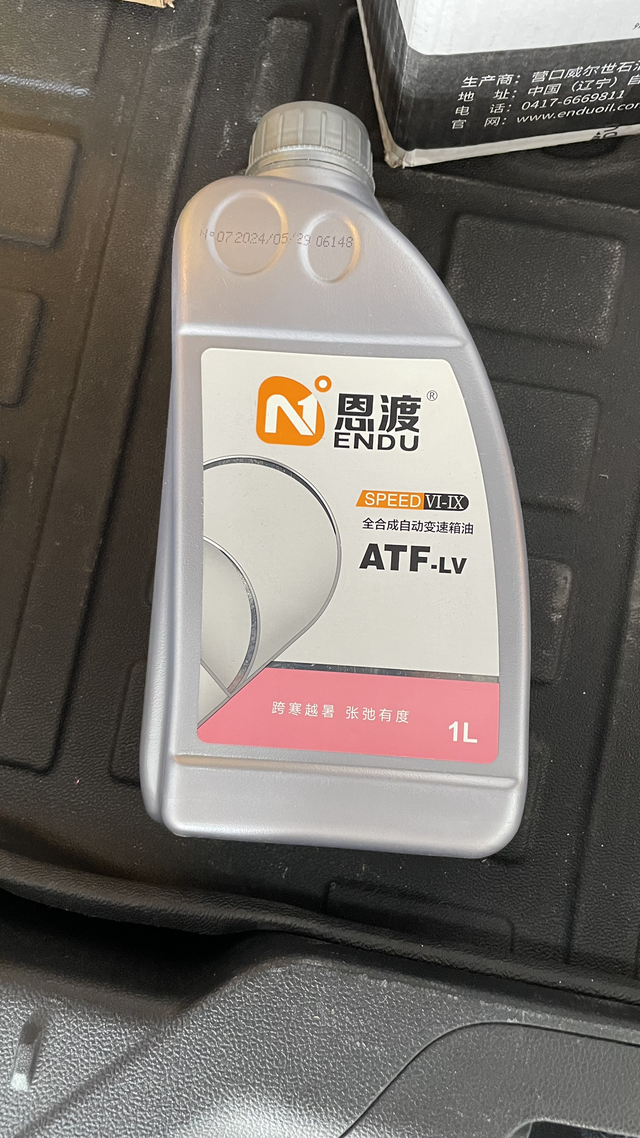 生产商：营口威尔世石
地 址：中国（辽宁）自
电 话：0417-6669811
官 网：www.enduoil.com
07 2024/05/29 06148
N1
恩渡®
ENDU
SPEED VI-IX
全合成自动变速箱油
ATF-LV
跨寒越暑 张弛有度
1L